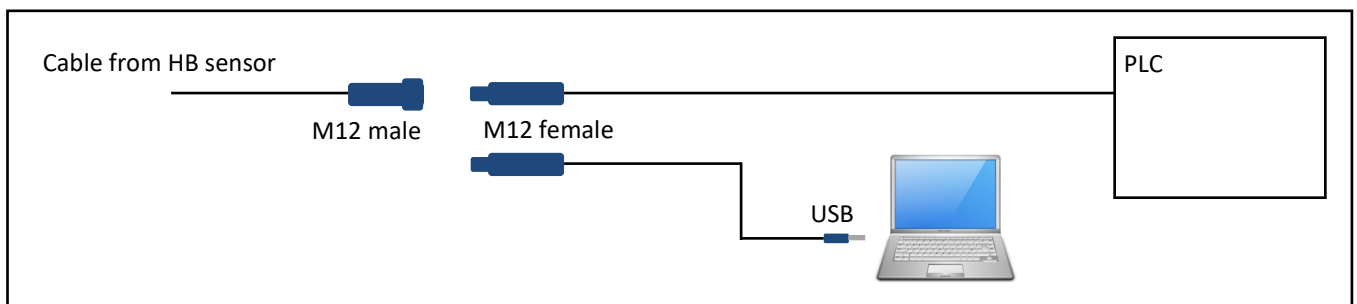 Cable from HB sensor
PLC
M12 male
M12 female
USB